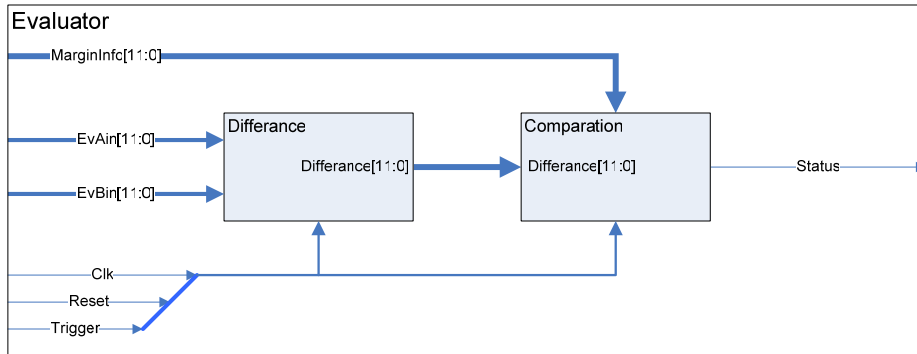 Evaluator
MarginInfo[11:0]
EvAin[11:0]
EvBin[11:0]
Differance
Differance[11:0]
Comparation
Differance[11:0]
Status
Clk
Reset
Trigger